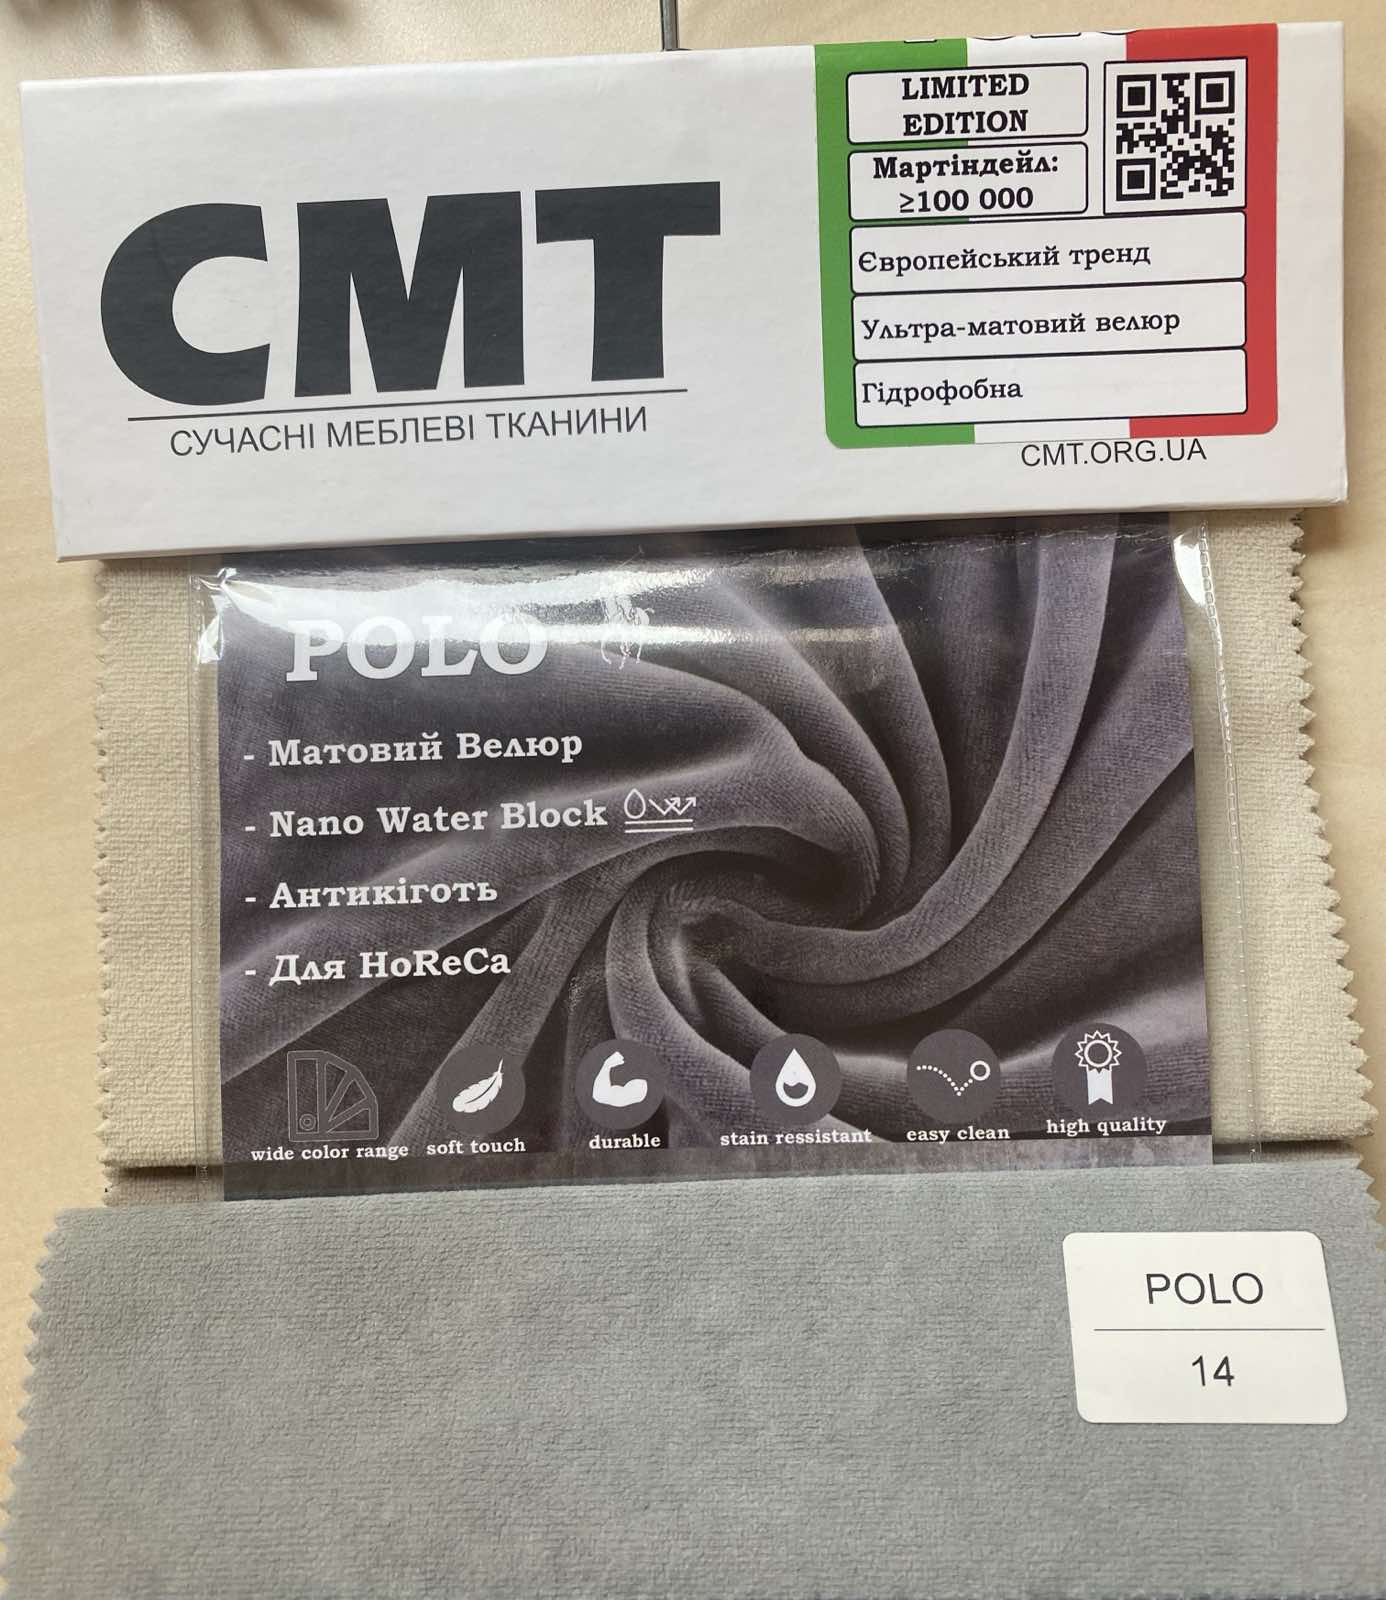 LIMITED
EDITION
Мартіндейл:
≥100 000
Європейський тренд
Ультра-матовий велюр
Гідрофобна
CMT.ORG.UA
СМТ
СУЧАСНІ МЕБЛЕВІ ТКАНИНИ
POLO
- Матовий Велюр
- Nano Water Block
- Антикіготь
- Для HoReCa
wide color range
soft touch
durable
stain ressistant
easy clean
high quality
POLO
14